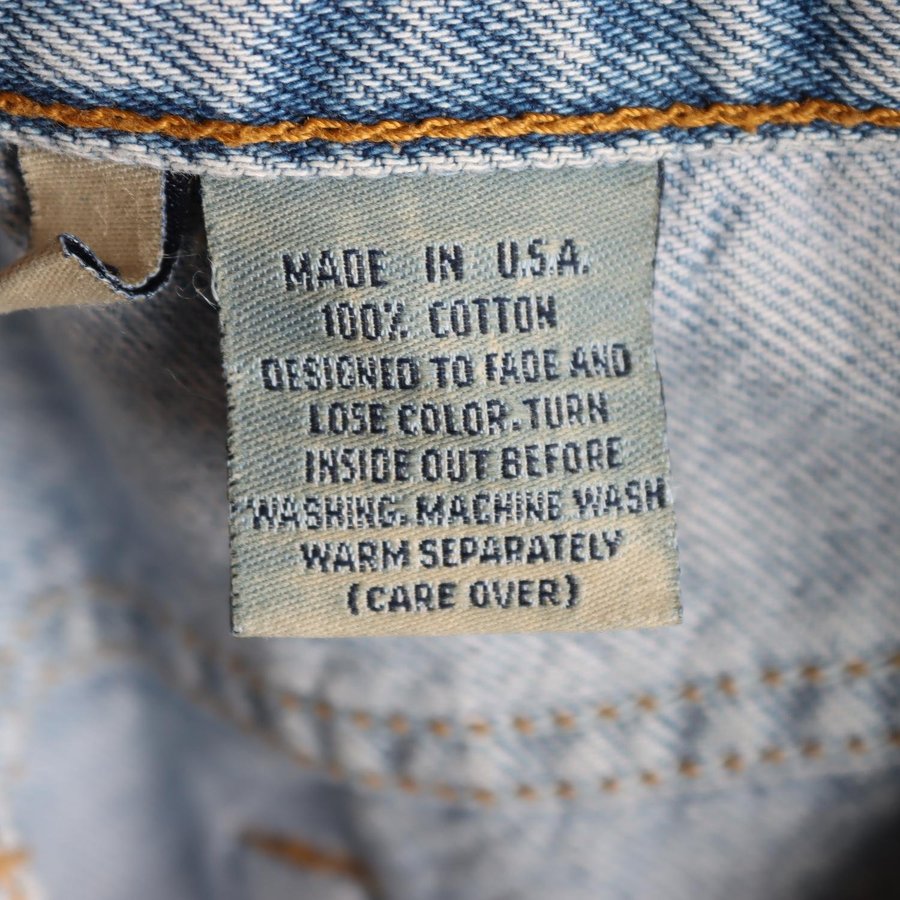 MADE IN U.S.A.
100% COTTON
DESIGNED TO FADE AND
LOSE COLOR. TURN
INSIDE OUT BEFORE
WASHING. MACHINE WASH
WARM SEPARATELY
(CARE OVER)